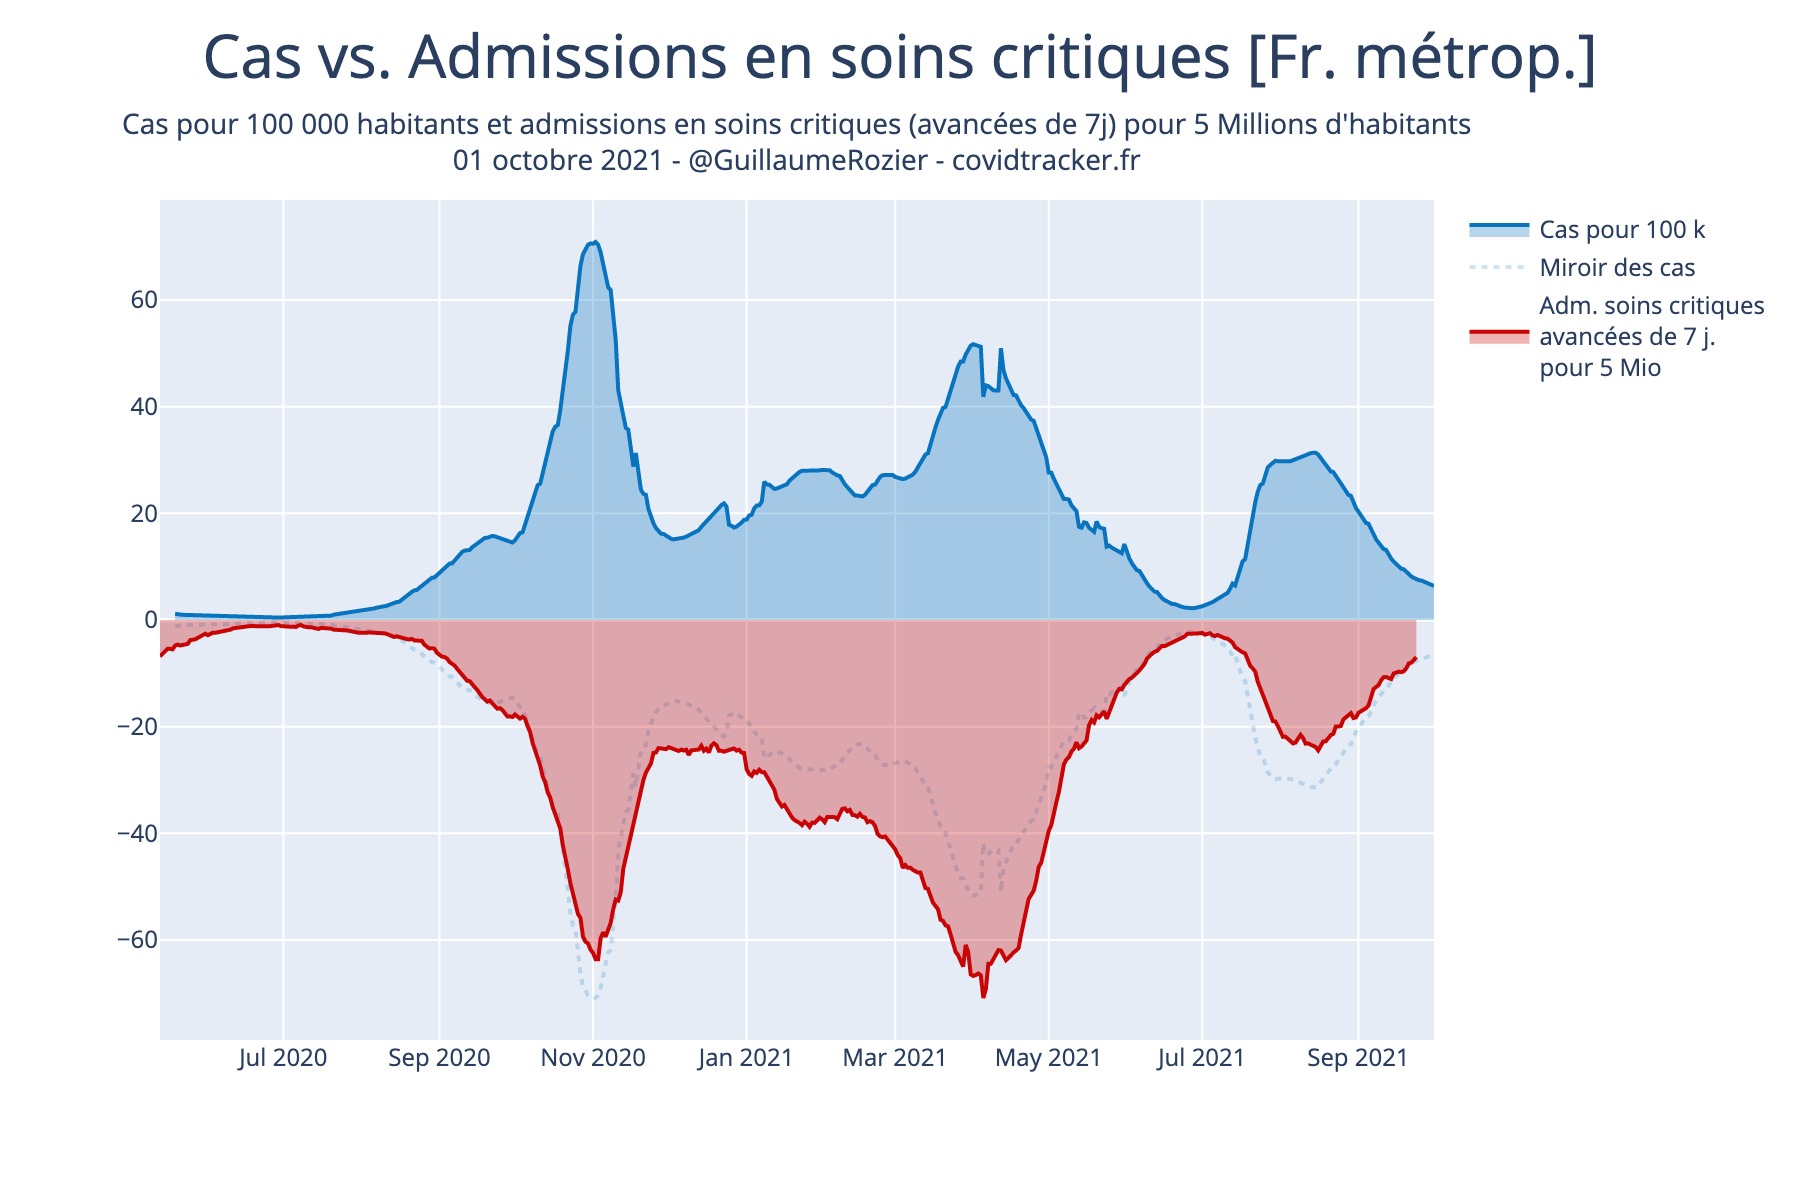 Cas vs. Admissions en soins critiques [Fr. métrop.]
Cas pour 100 000 habitants et admissions en soins critiques (avancées de 7j) pour 5 Millions d'habitants
01 octobre 2021 - @GuillaumeRozier - covidtracker.fr
Cas pour 100 k
Miroir des cas
Adm. soins critiques
avancées de 7 j.
pour 5 Mio
60
40
20
0
−20
−40
−60
Jul 2020 Sep 2020 Nov 2020 Jan 2021 Mar 2021 May 2021 Jul 2021 Sep 2021